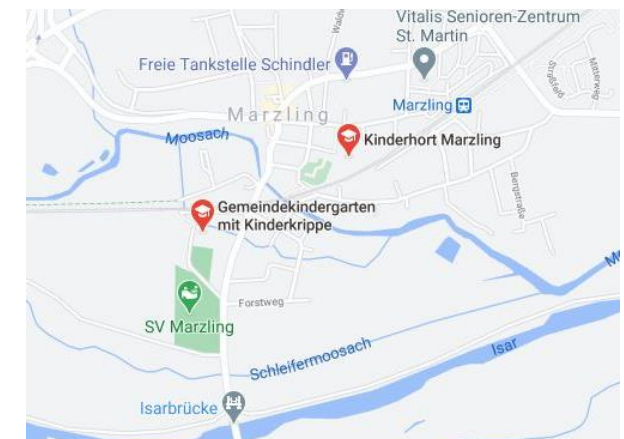 Vitalis Senioren-Zentrum
St. Martin
Freie Tankstelle Schindler
Marzling
Marzling
Moosach
Kinderhort Marzling
Mitterweg
Bergstraße
Gemeindekindergarten
mit Kinderkrippe
Forstweg
SV Marzling
Schleifermoosach
Isar
Isarbrücke